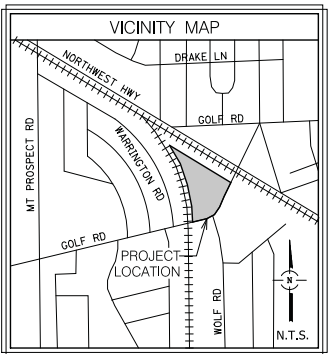 VICINITY MAP
DRAKE LN
NORTHWEST HWY
GOLF RD
MT PROSPECT RD
WARRINGTON RD
GOLF RD
PROJECT
LOCATION
WOLF RD
N
N.T.S.